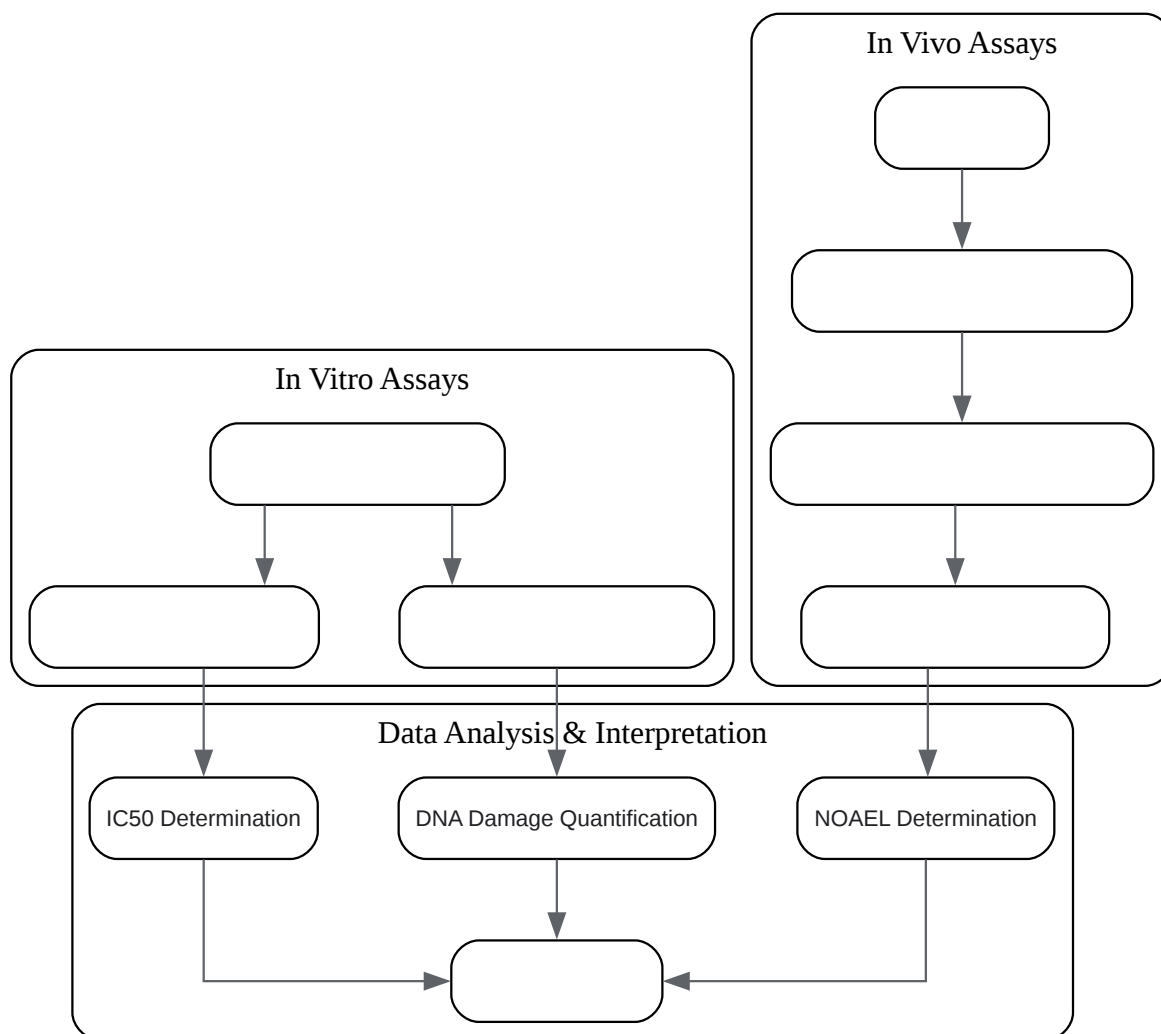 In Vivo Assays
In Vitro Assays
Data Analysis & Interpretation
IC50 Determination
DNA Damage Quantification
NOAEL Determination